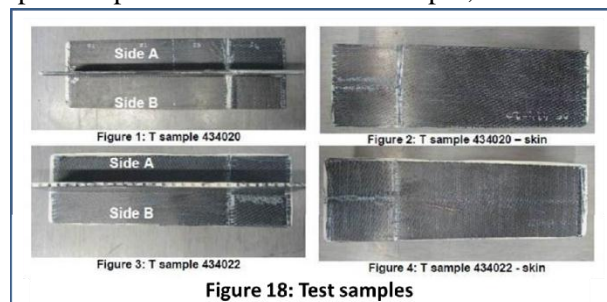 Side A
Side B
Figure 1: T sample 434020
Figure 2: T sample 434020 – skin
Side A
Side B
Figure 3: T sample 434022
Figure 4: T sample 434022 - skin
Figure 18: Test samples